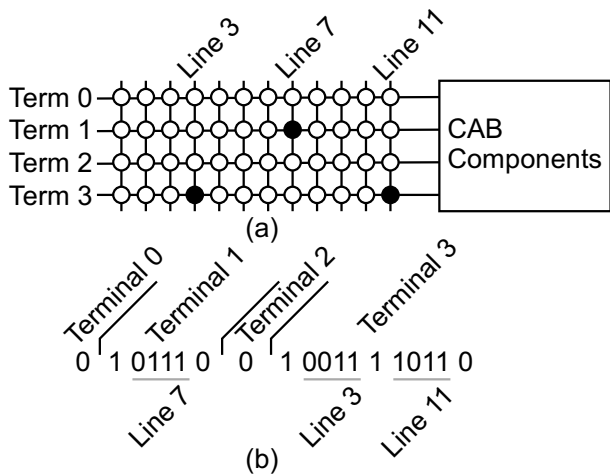 Line 3
Line 7
Line 11
Term 0
Term 1
Term 2
Term 3
CAB
Components
(a)
Terminal 0
Terminal 1
Terminal 2
Terminal 3
0 1 0111 0 0 1 0011 1 1011 0
Line 7
Line 3
Line 11
(b)